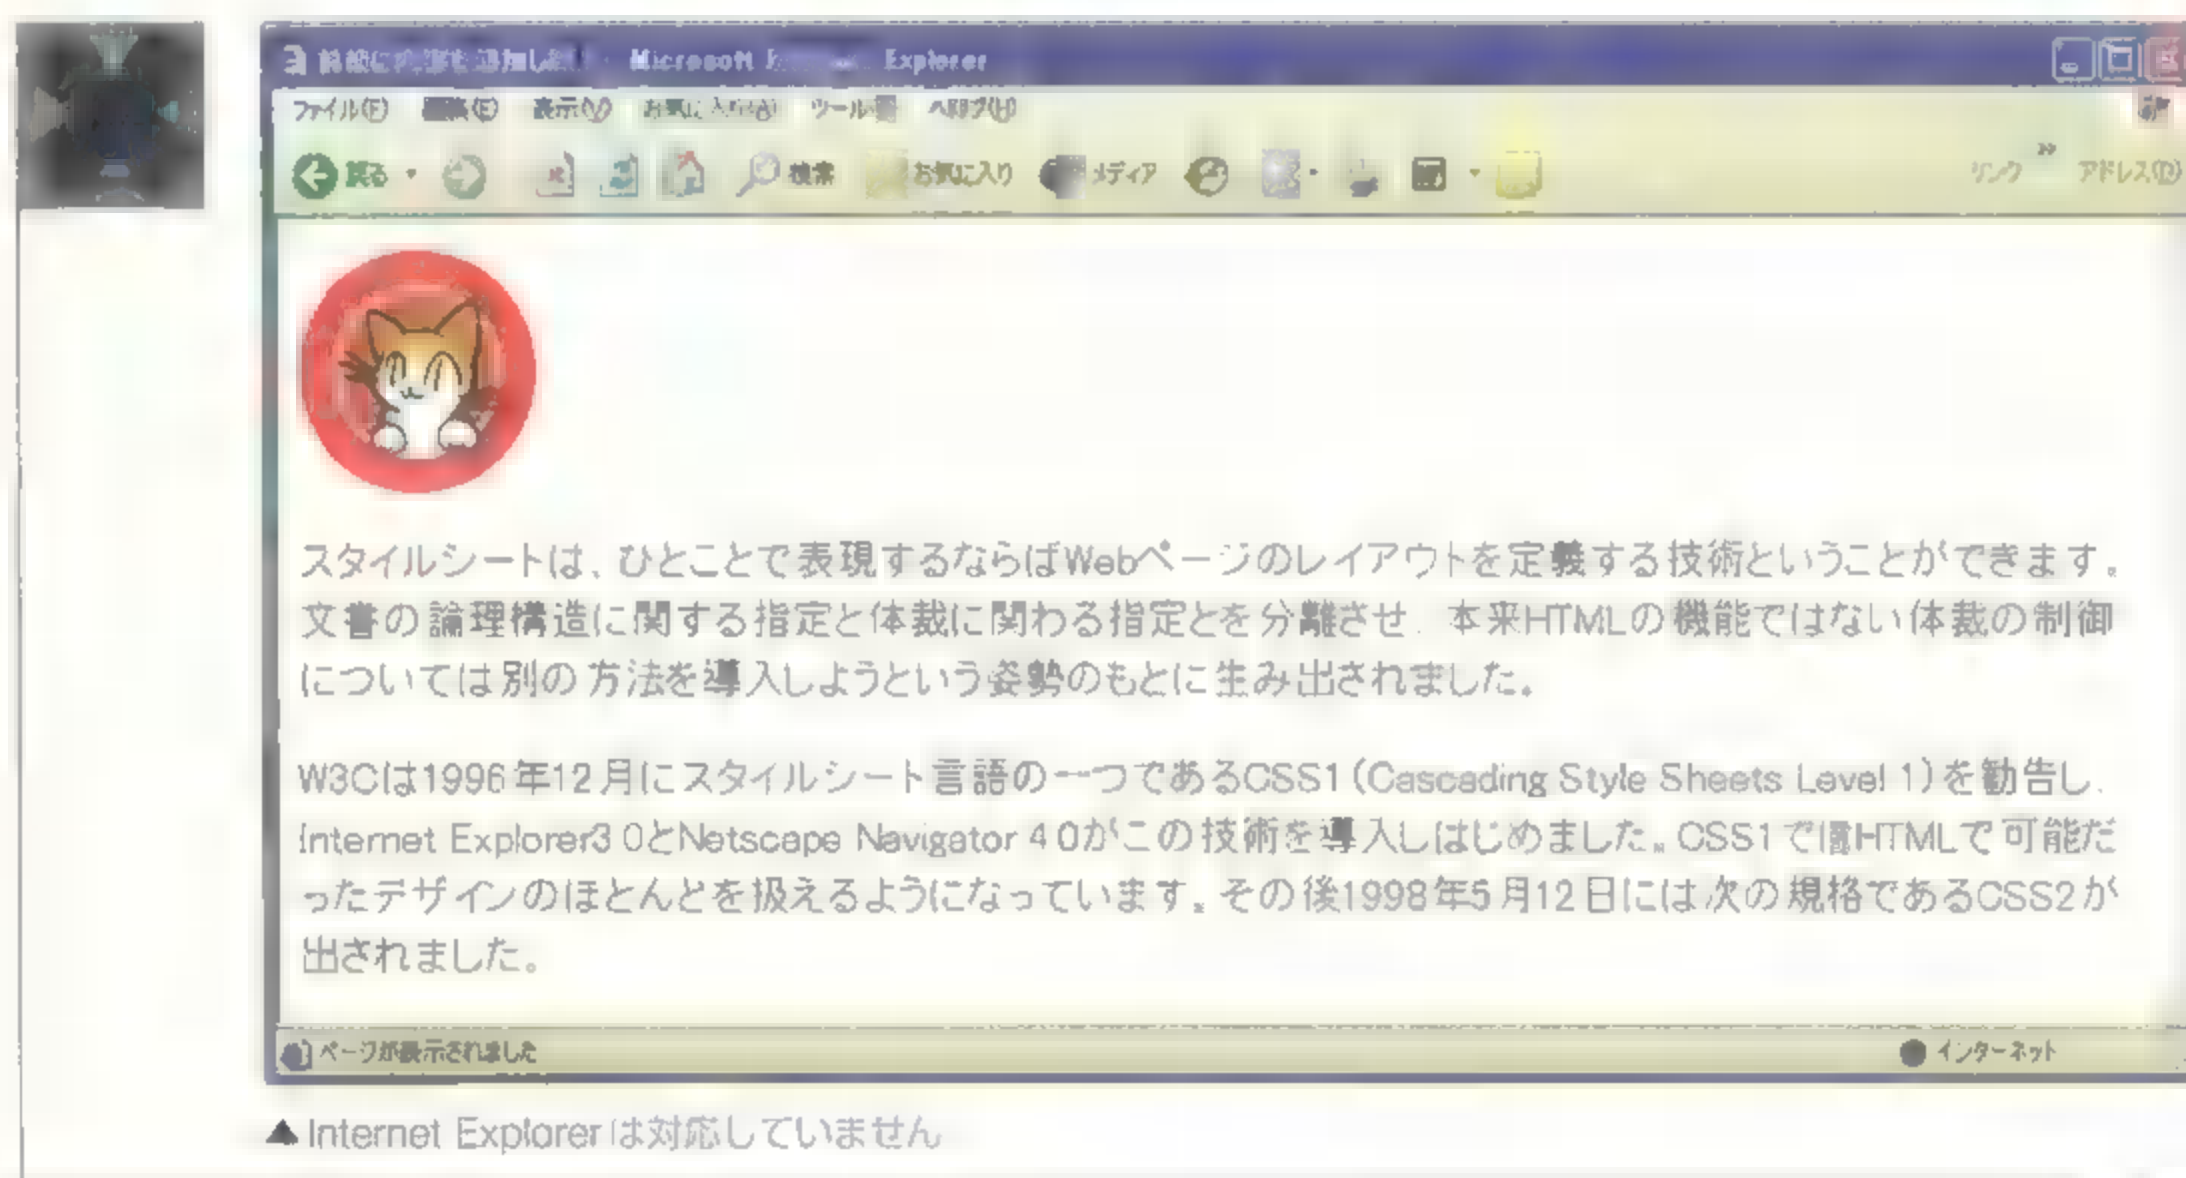 Microsoft Explorer
ファイル(F) (E) 表示(V) お気に入り(A) ツール ヘルプ(H)
戻る 検索 お気に入り メディア リンク » アドレス(D)
スタイルシートは、ひとことで表現するならばWebページのレイアウトを定義する技術ということができます。
文書の論理構造に関する指定と体裁に関わる指定とを分離させ、本来HTMLの機能ではない体裁の制御
については別の方法を導入しようという姿勢のもとに生み出されました。
W3Cは1996年12月にスタイルシート言語の一つであるCSS1(Cascading Style Sheets Level 1)を勧告し、
Internet Explorer3.0とNetscape Navigator 4.0がこの技術を導入しはじめました。CSS1で HTMLで可能だ
ったデザインのほとんどを扱えるようになっています。その後1998年5月12日には次の規格であるCSS2が
出されました。
ページが表示されました インターネット
▲Internet Explorerは対応していません